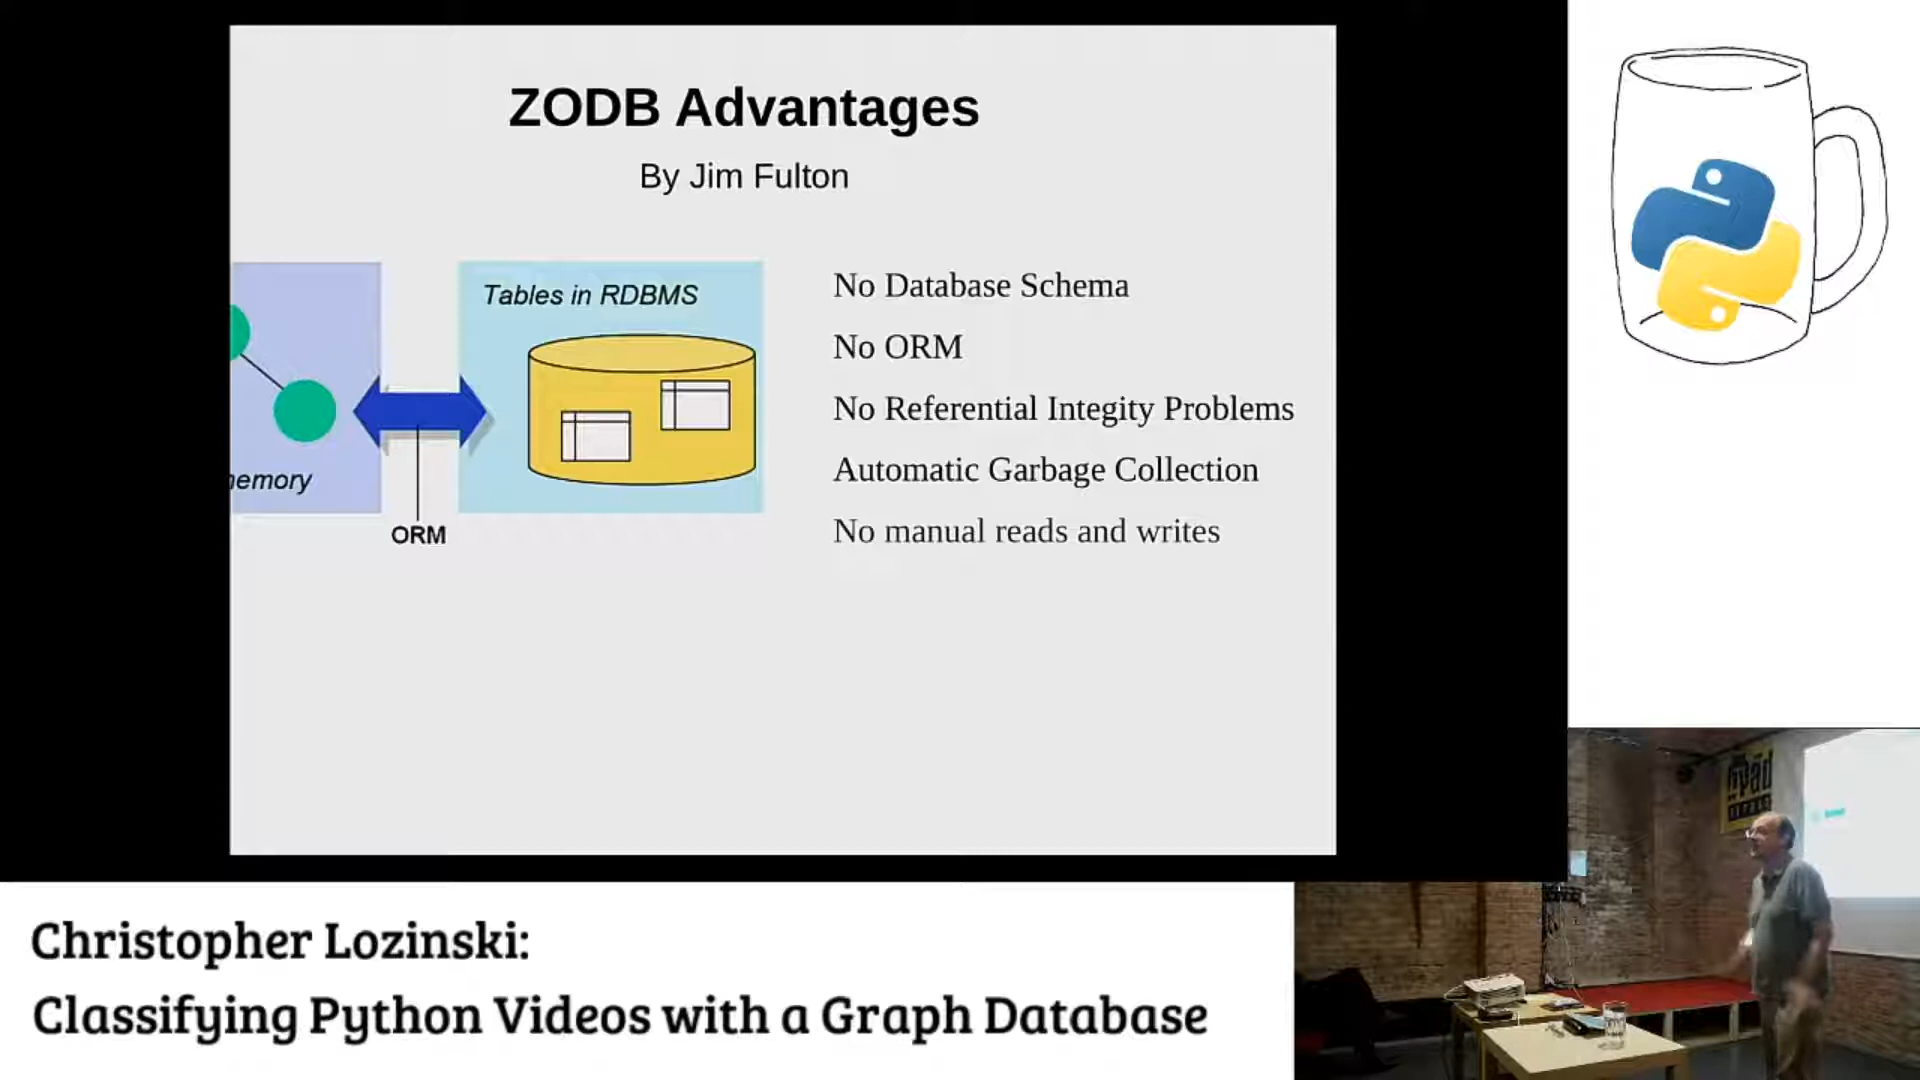 ZODB Advantages
By Jim Fulton
Tables in RDBMS
ORM
No Database Schema
No ORM
No Referential Integity Problems
Automatic Garbage Collection
No manual reads and writes
Christopher Lozinski:
Classifying Python Videos with a Graph Database